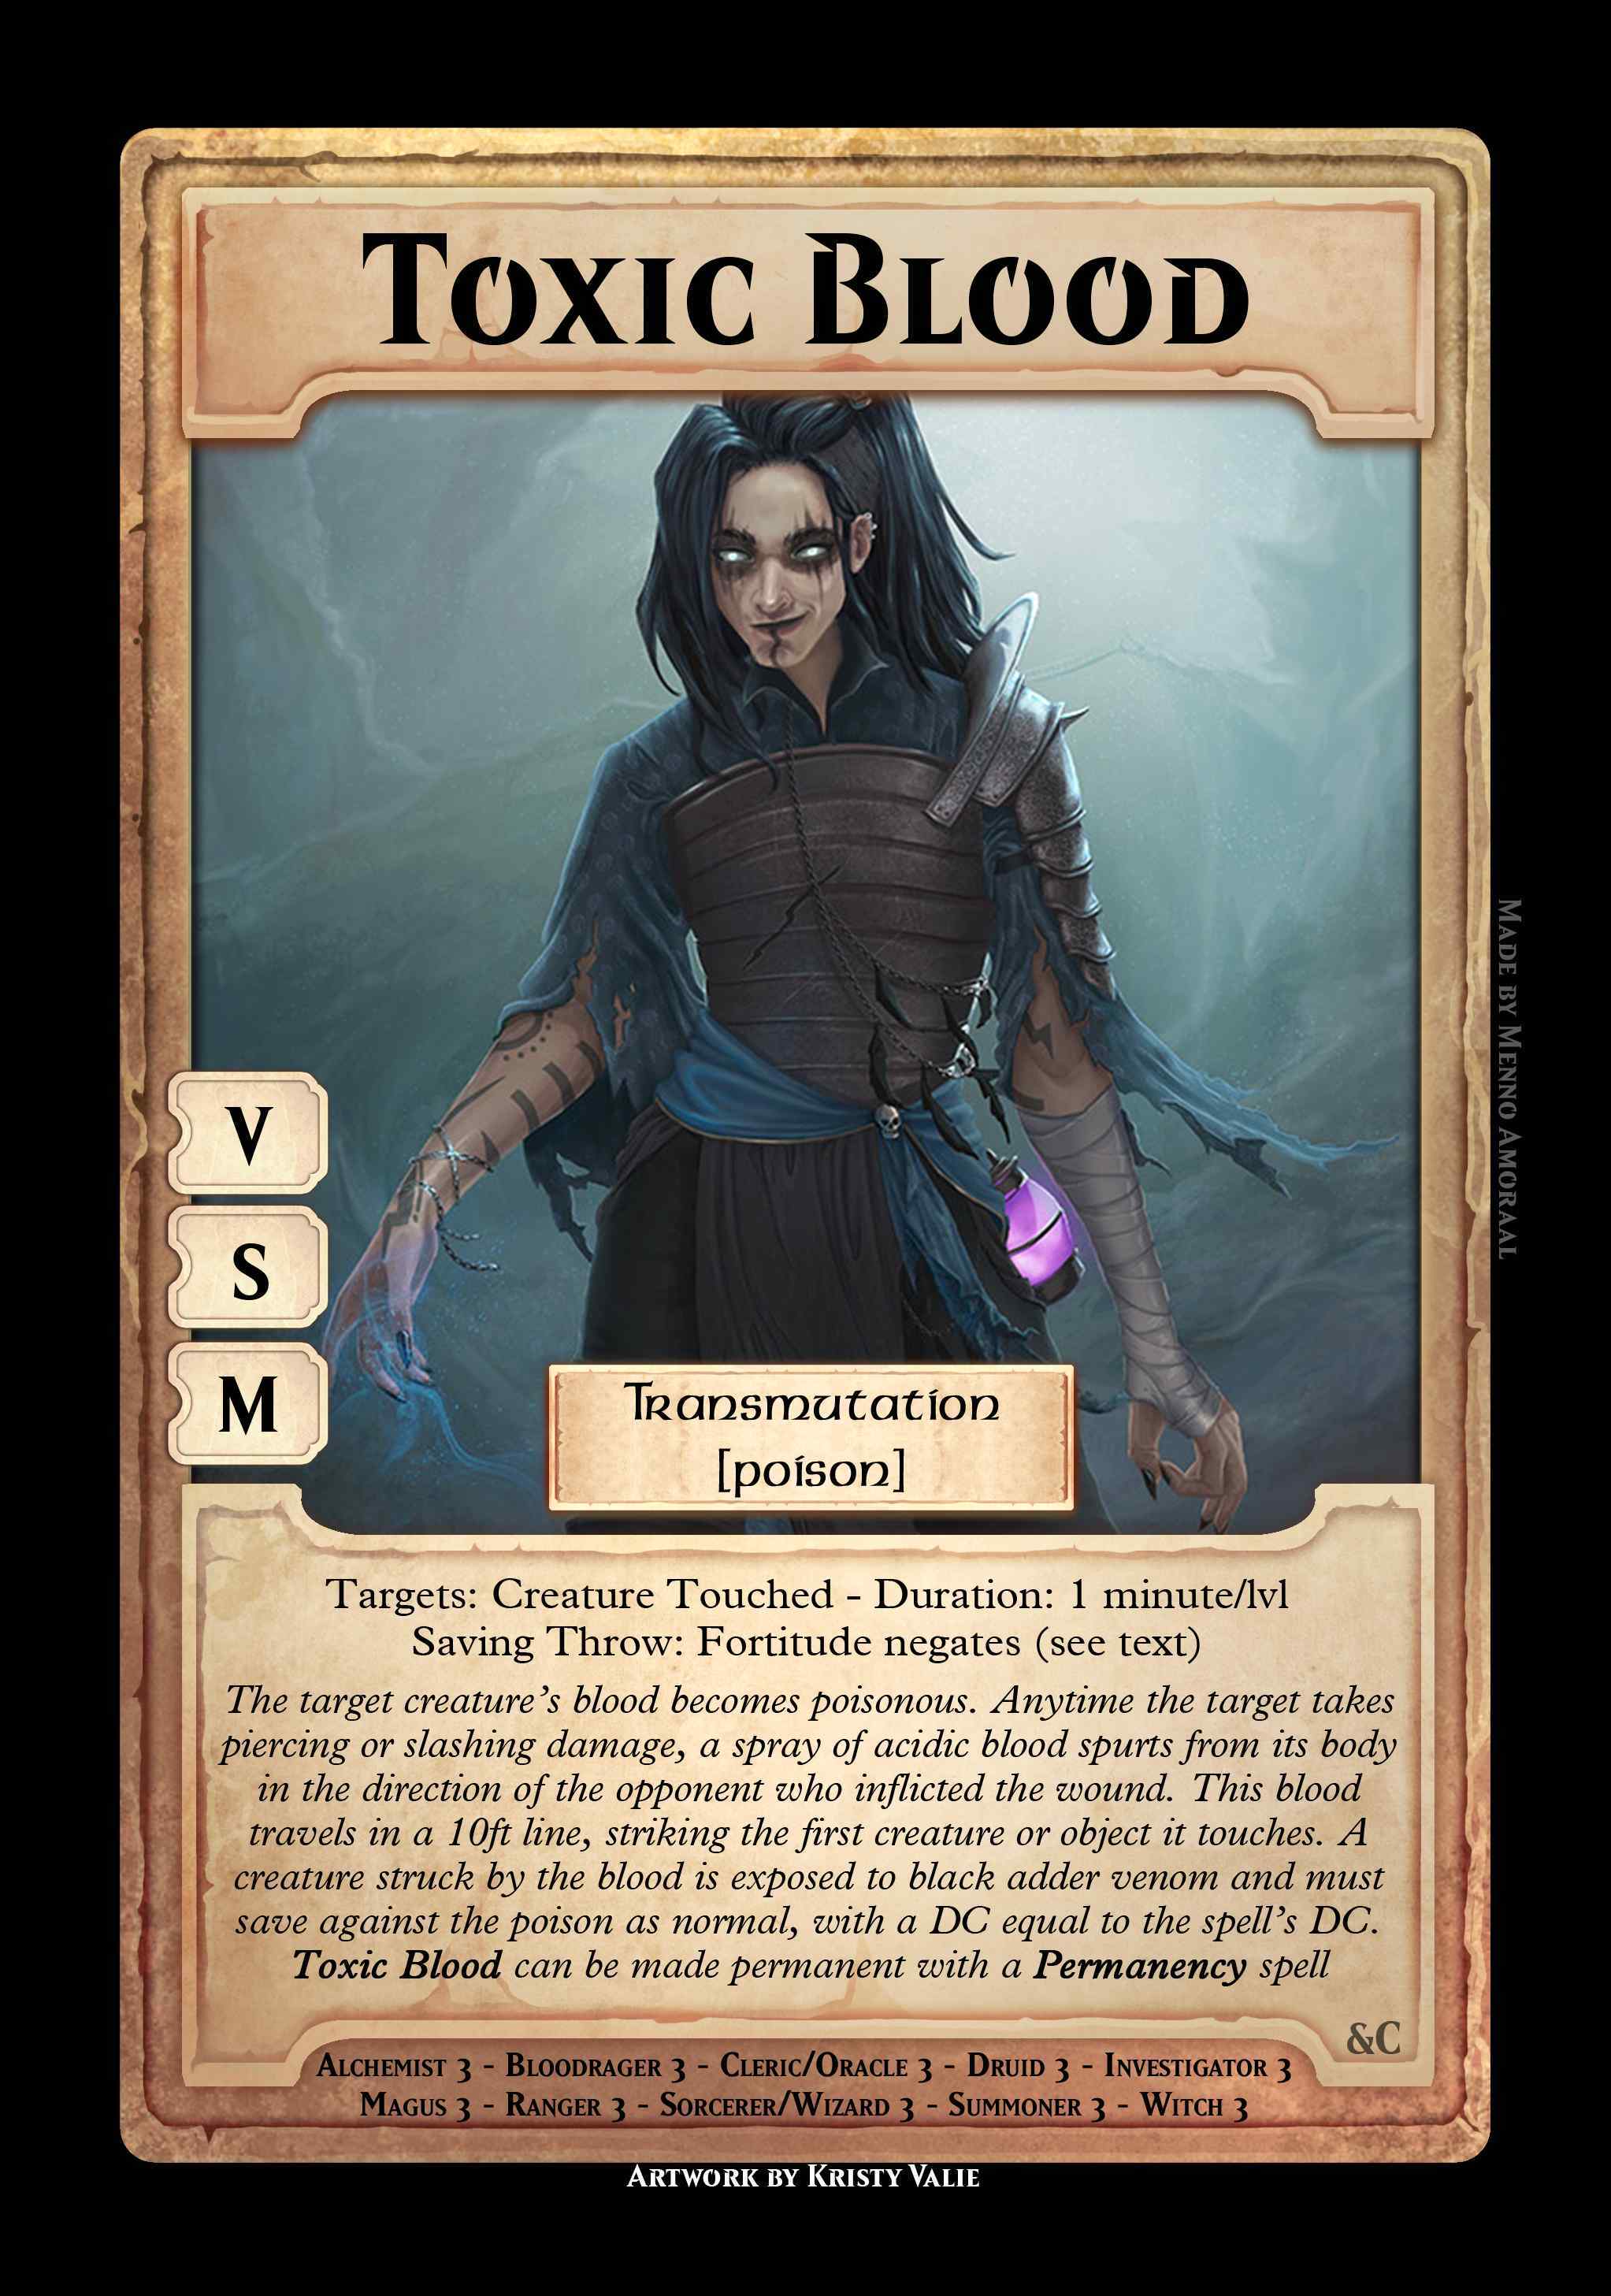 Toxic Blood
V
S
M
Transmutation
[poison]
Targets: Creature Touched - Duration: 1 minute/lvl
Saving Throw: Fortitude negates (see text)
The target creature's blood becomes poisonous. Anytime the target takes
piercing or slashing damage, a spray of acidic blood spurts from its body
in the direction of the opponent who inflicted the wound. This blood
travels in a 10ft line, striking the first creature or object it touches. A
creature struck by the blood is exposed to black adder venom and must
save against the poison as normal, with a DC equal to the spell's DC.
Toxic Blood can be made permanent with a Permanency spell
&C
Alchemist 3 - Bloodrager 3 - Cleric/Oracle 3 - Druid 3 - Investigator 3
Magus 3 - Ranger 3 - Sorcerer/Wizard 3 - Summoner 3 - Witch 3
Artwork by Kristy Valie
Made by Menno Amoraal